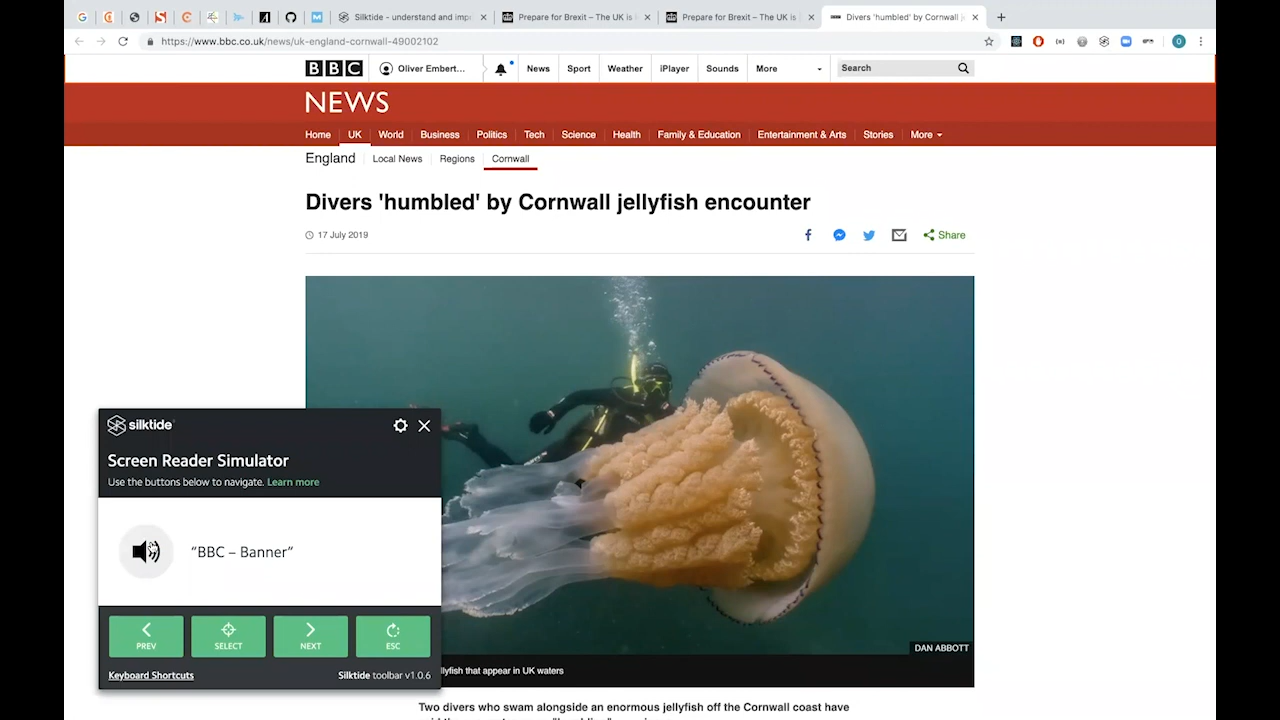 Silktide - understand and impr
Prepare for Brexit – The UK is l
Prepare for Brexit – The UK is
Divers 'humbled' by Cornwall j
https://www.bbc.co.uk/news/uk-england-cornwall-49002102
BBC
Oliver Embert...
News
Sport
Weather
iPlayer
Sounds
More
Search
NEWS
Home
UK
World
Business
Politics
Tech
Science
Health
Family & Education
Entertainment & Arts
Stories
More
England
Local News
Regions
Cornwall
Divers 'humbled' by Cornwall jellyfish encounter
17 July 2019
Share
silktide
Screen Reader Simulator
Use the buttons below to navigate. Learn more
“BBC – Banner”
PREV
SELECT
NEXT
ESC
Keyboard Shortcuts
Silktide toolbar v1.0.6
DAN ABBOTT
llyfish that appear in UK waters
Two divers who swam alongside an enormous jellyfish off the Cornwall coast have